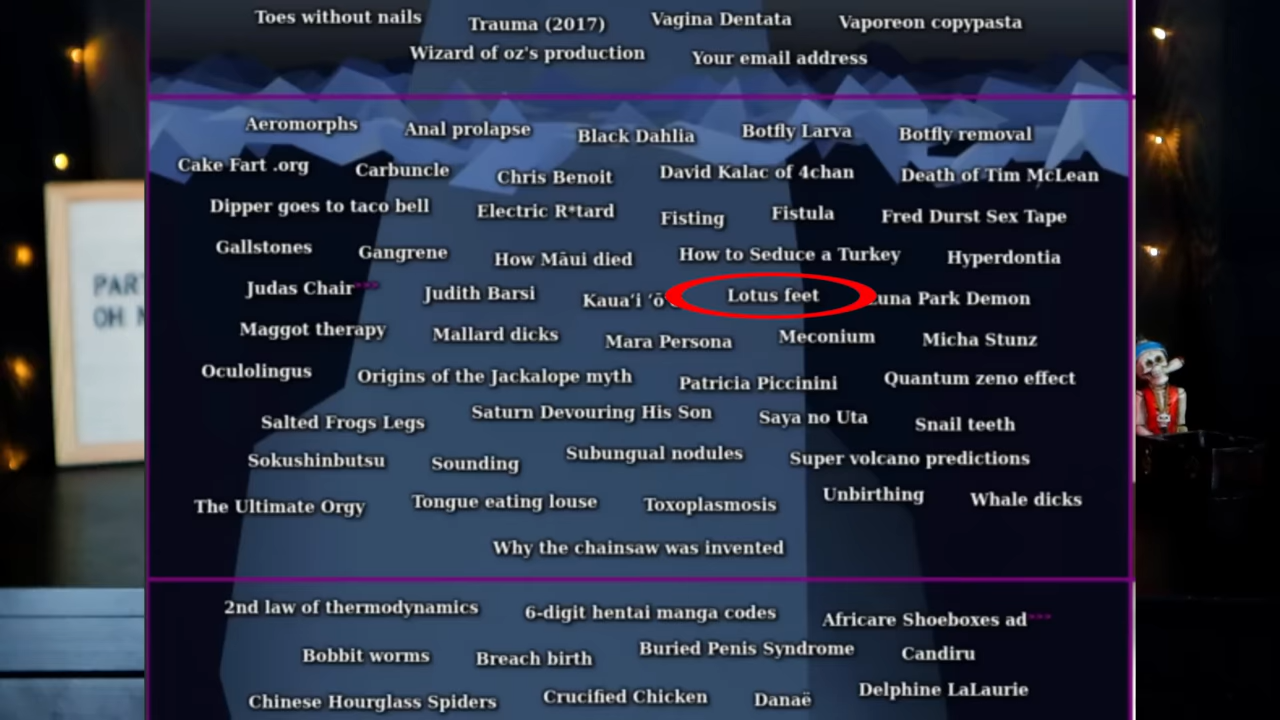 Toes without nails Trauma (2017) Vagina Dentata Vaporeon copypasta
Wizard of oz's production Your email address
Aeromorphs Anal prolapse Black Dahlia Botfly Larva Botfly removal
Cake Fart .org Carbuncle Chris Benoit David Kalac of 4chan Death of Tim McLean
Dipper goes to taco bell Electric R*tard Fisting Fistula Fred Durst Sex Tape
Gallstones Gangrene How Māui died How to Seduce a Turkey Hyperdontia
Judas Chair*** Judith Barsi Kauaʻi ʻō Lotus feet Luna Park Demon
Maggot therapy Mallard dicks Mara Persona Meconium Micha Stunz
Oculolingus Origins of the Jackalope myth Patricia Piccinini Quantum zeno effect
Salted Frogs Legs Saturn Devouring His Son Saya no Uta Snail teeth
Sokushinbutsu Sounding Subungual nodules Super volcano predictions
The Ultimate Orgy Tongue eating louse Toxoplasmosis Unbirthing Whale dicks
Why the chainsaw was invented
2nd law of thermodynamics 6-digit hentai manga codes Africare Shoeboxes ad***
Bobbit worms Breach birth Buried Penis Syndrome Candiru
Chinese Hourglass Spiders Crucified Chicken Danaë Delphine LaLaurie
PAR
OH